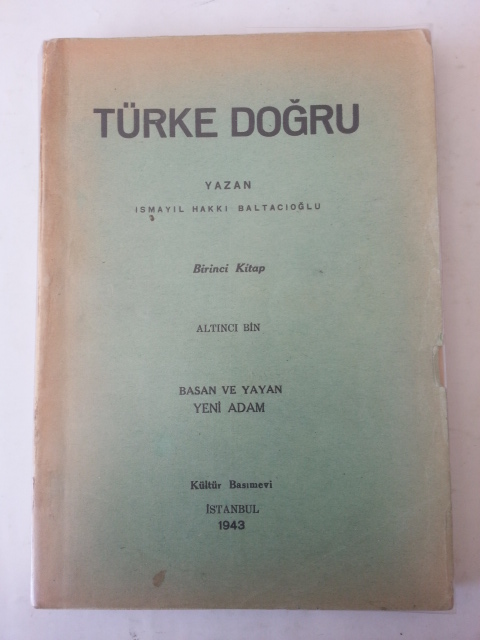 TÜRKE DOĞRU
YAZAN
ISMAYIL HAKKI BALTACIOĞLU
Birinci Kitap
ALTINCI BİN
BASAN VE YAYAN
YENİ ADAM
Kültür Basımevi
İSTANBUL
1943